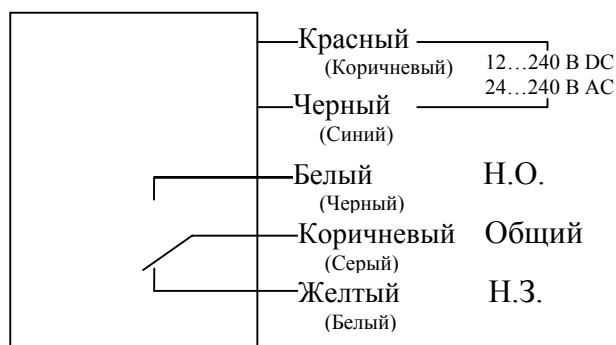 Красный
(Коричневый)
12…240 В DC
24…240 В AC
Черный
(Синий)
Белый Н.О.
(Черный)
Коричневый Общий
(Серый)
Желтый Н.З.
(Белый)